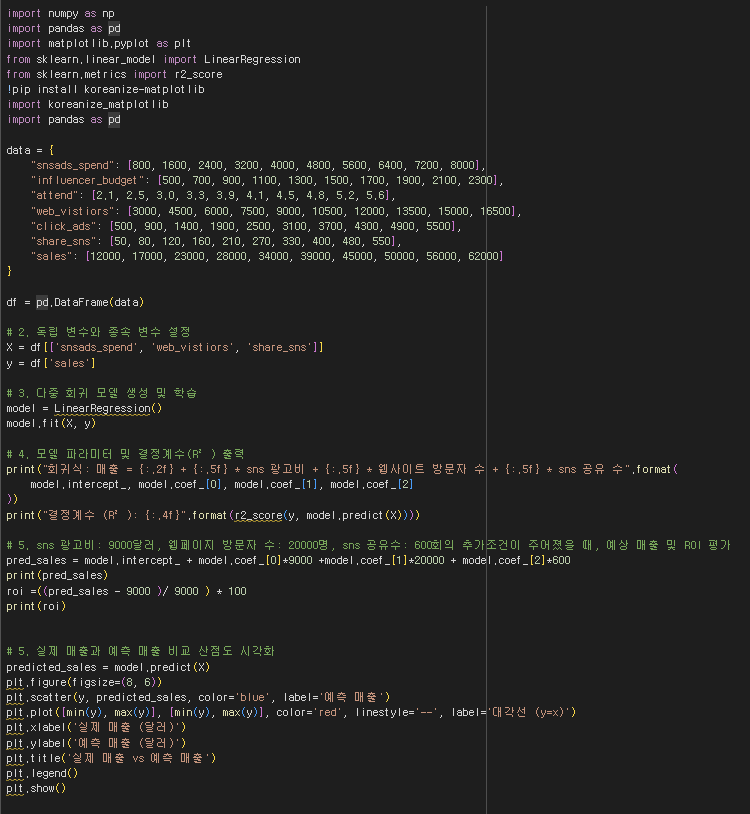 import numpy as np
import pandas as pd
import matplotlib.pyplot as plt
from sklearn.linear_model import LinearRegression
from sklearn.metrics import r2_score
!pip install koreanize-matplotlib
import koreanize_matplotlib
import pandas as pd
data = {
"snsads_spend": [800, 1600, 2400, 3200, 4000, 4800, 5600, 6400, 7200, 8000],
"influencer_budget": [500, 700, 900, 1100, 1300, 1500, 1700, 1900, 2100, 2300],
"attend": [2.1, 2.5, 3.0, 3.3, 3.9, 4.1, 4.5, 4.8, 5.2, 5.6],
"web_vistiors": [3000, 4500, 6000, 7500, 9000, 10500, 12000, 13500, 15000, 16500],
"click_ads": [500, 900, 1400, 1900, 2500, 3100, 3700, 4300, 4900, 5500],
"share_sns": [50, 80, 120, 160, 210, 270, 330, 400, 480, 550],
"sales": [12000, 17000, 23000, 28000, 34000, 39000, 45000, 50000, 56000, 62000]
}
df = pd.DataFrame(data)
# 2. 독립 변수와 종속 변수 설정
X = df[['snsads_spend', 'web_vistiors', 'share_sns']]
y = df['sales']
# 3. 다중 회귀 모델 생성 및 학습
model = LinearRegression()
model.fit(X, y)
# 4. 모델 파라미터 및 결정계수(R² ) 출력
print("회귀식: 매출 = {:.2f} + {:.5f} * sns 광고비 + {:.5f} * 웹사이트 방문자 수 + {:.5f} * sns 공유 수".format(
model.intercept_, model.coef_[0], model.coef_[1], model.coef_[2]
))
print("결정계수 (R² ): {:.4f}".format(r2_score(y, model.predict(X))))
# 5. sns 광고비: 9000달러, 웹페이지 방문자 수: 20000명, sns 공유수: 600회의 추가조건이 주어졌을 때, 예상 매출 및 ROI 평가
pred_sales = model.intercept_ + model.coef_[0]*9000 +model.coef_[1]*20000 + model.coef_[2]*600
print(pred_sales)
roi =((pred_sales - 9000 )/ 9000 ) * 100
print(roi)
# 5. 실제 매출과 예측 매출 비교 산점도 시각화
predicted_sales = model.predict(X)
plt.figure(figsize=(8, 6))
plt.scatter(y, predicted_sales, color='blue', label='예측 매출')
plt.plot([min(y), max(y)], [min(y), max(y)], color='red', linestyle='--', label='대각선 (y=x)')
plt.xlabel('실제 매출 (달러)')
plt.ylabel('예측 매출 (달러)')
plt.title('실제 매출 vs 예측 매출')
plt.legend()
plt.show()